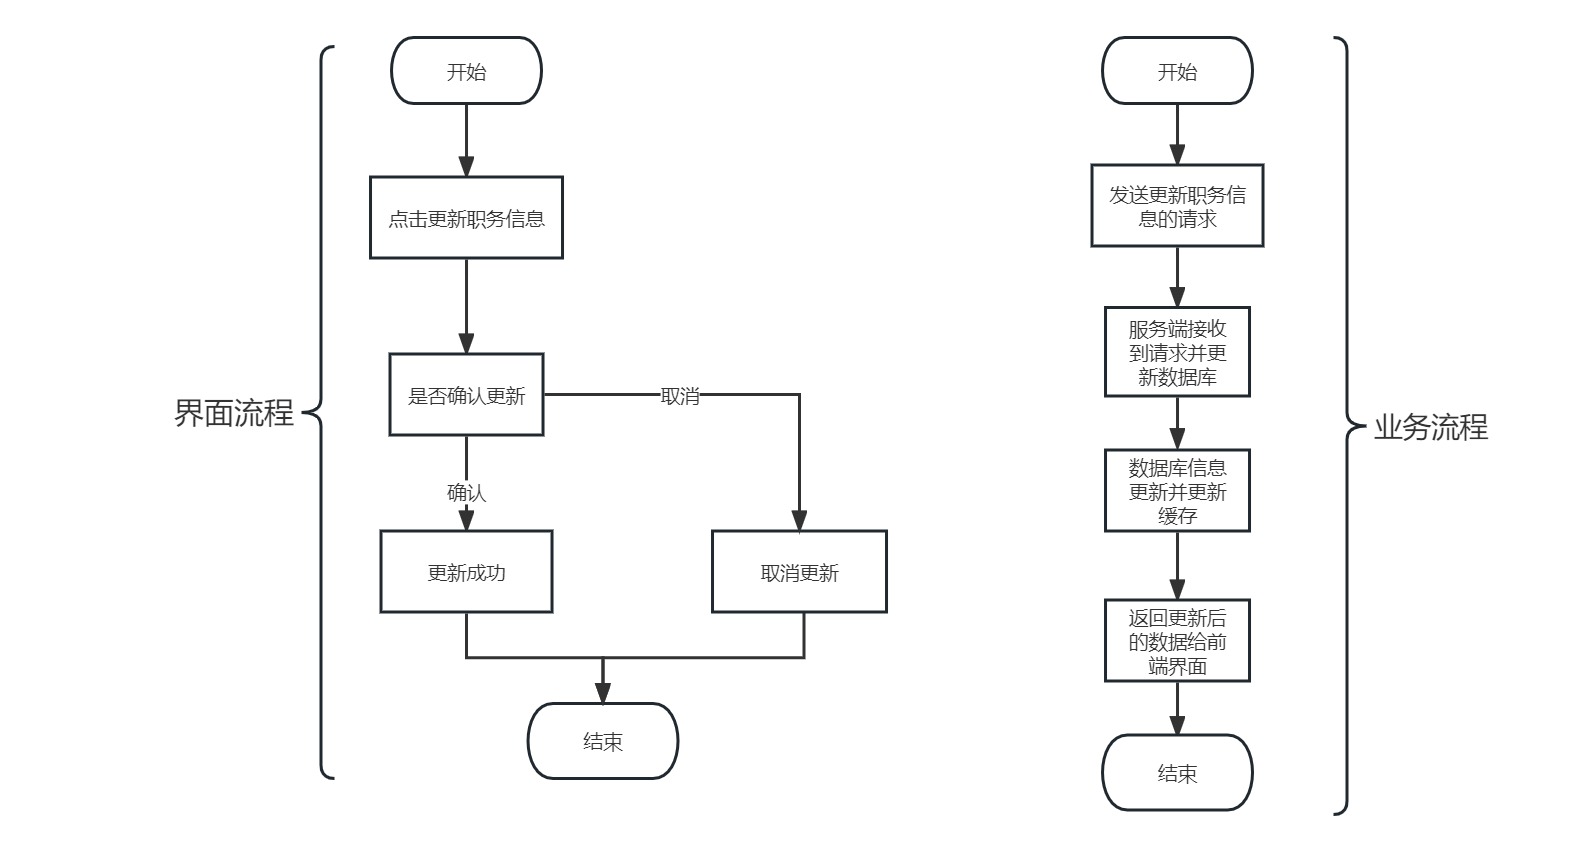 界面流程
开始
点击更新职务信息
是否确认更新
取消
确认
更新成功
取消更新
结束
开始
发送更新职务信
息的请求
服务端接收
到请求并更
新数据库
数据库信息
更新并更新
缓存
返回更新后
的数据给前
端界面
结束
业务流程